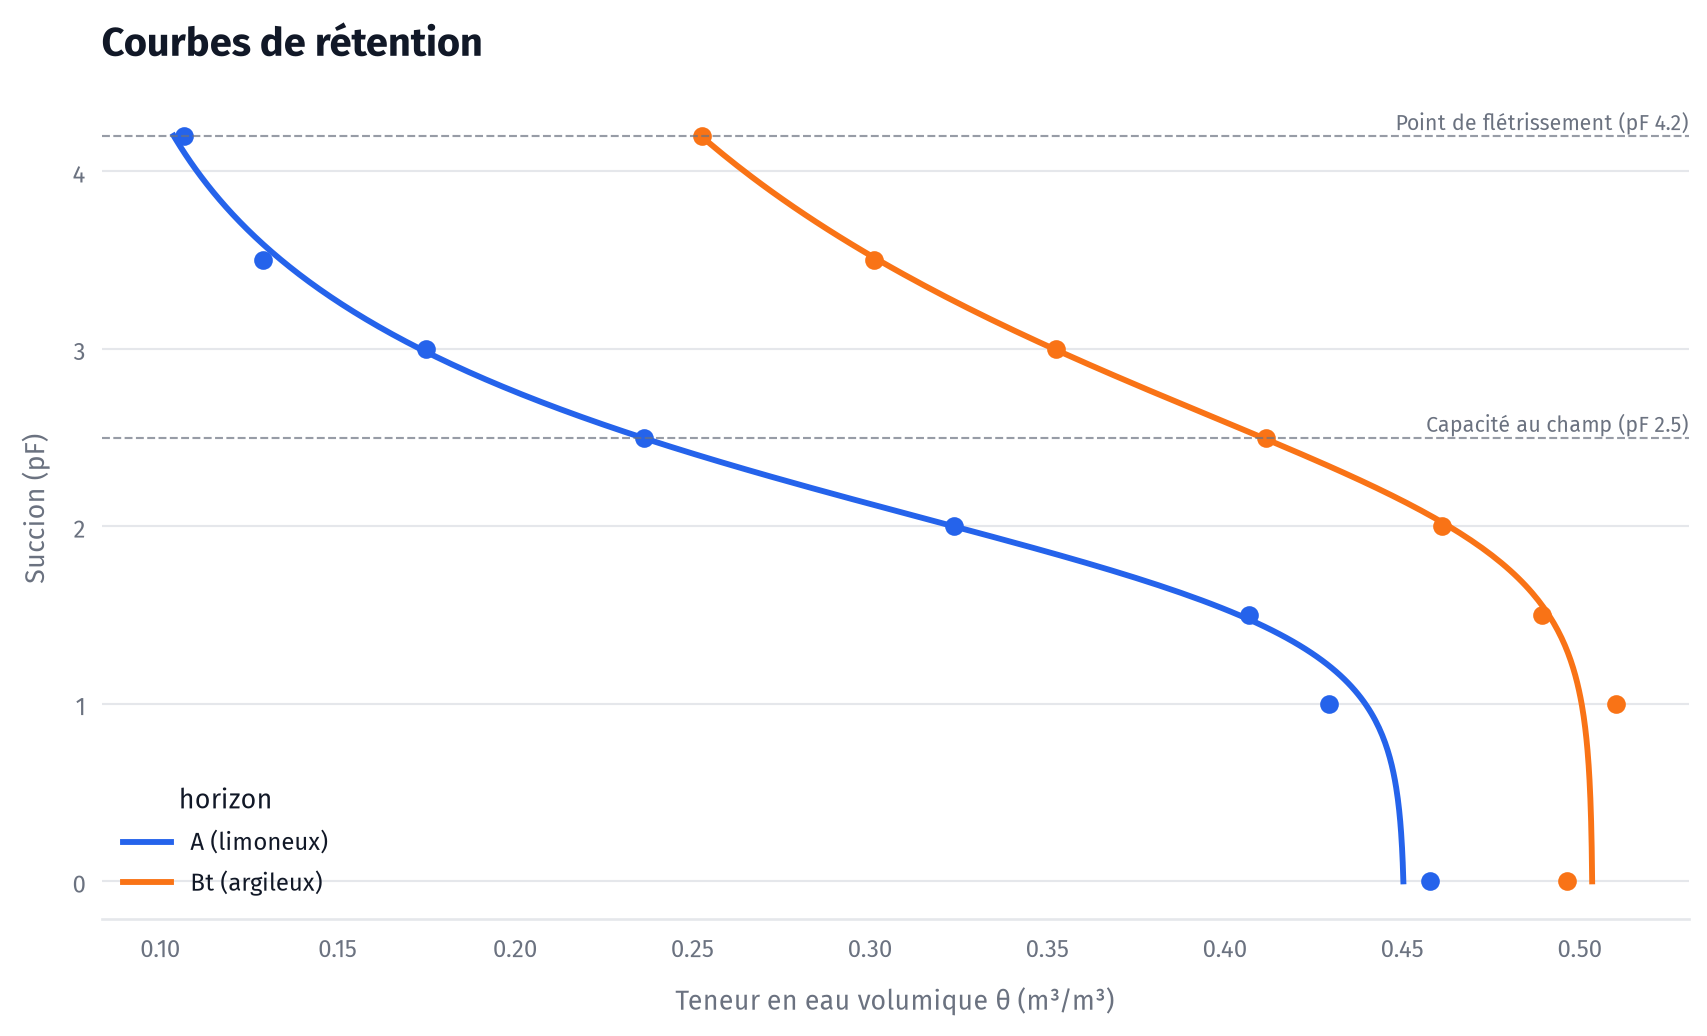 Courbes de rétention
Point de flétrissement (pF 4.2)
4
3
Capacité au champ (pF 2.5)
2
1
0
Succion (pF)
horizon
A (limoneux)
Bt (argileux)
0.10 0.15 0.20 0.25 0.30 0.35 0.40 0.45 0.50
Teneur en eau volumique θ (m³/m³)